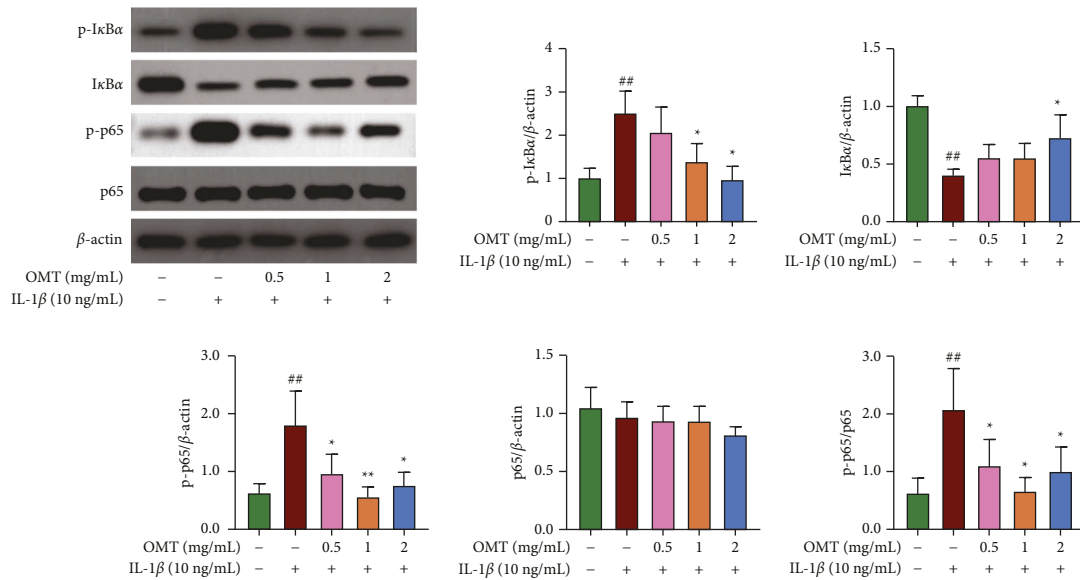 p-IκBα
IκBα
p-p65
p65
β-actin
OMT (mg/mL) – – 0.5 1 2
IL-1β (10 ng/mL) – + + + +
p-IκBα/β-actin
4
3
2
1
0
##
*
*
OMT (mg/mL) – – 0.5 1 2
IL-1β (10 ng/mL) – + + + +
IκBα/β-actin
1.5
1.0
0.5
0.0
##
*
OMT (mg/mL) – – 0.5 1 2
IL-1β (10 ng/mL) – + + + +
p-p65/β-actin
3.0
2.0
1.0
0.0
##
*
**
*
OMT (mg/mL) – – 0.5 1 2
IL-1β (10 ng/mL) – + + + +
p65/β-actin
1.5
1.0
0.5
0.0
OMT (mg/mL) – – 0.5 1 2
IL-1β (10 ng/mL) – + + + +
p-p65/p65
3.0
2.0
1.0
0.0
##
*
*
*
OMT (mg/mL) – – 0.5 1 2
IL-1β (10 ng/mL) – + + + +